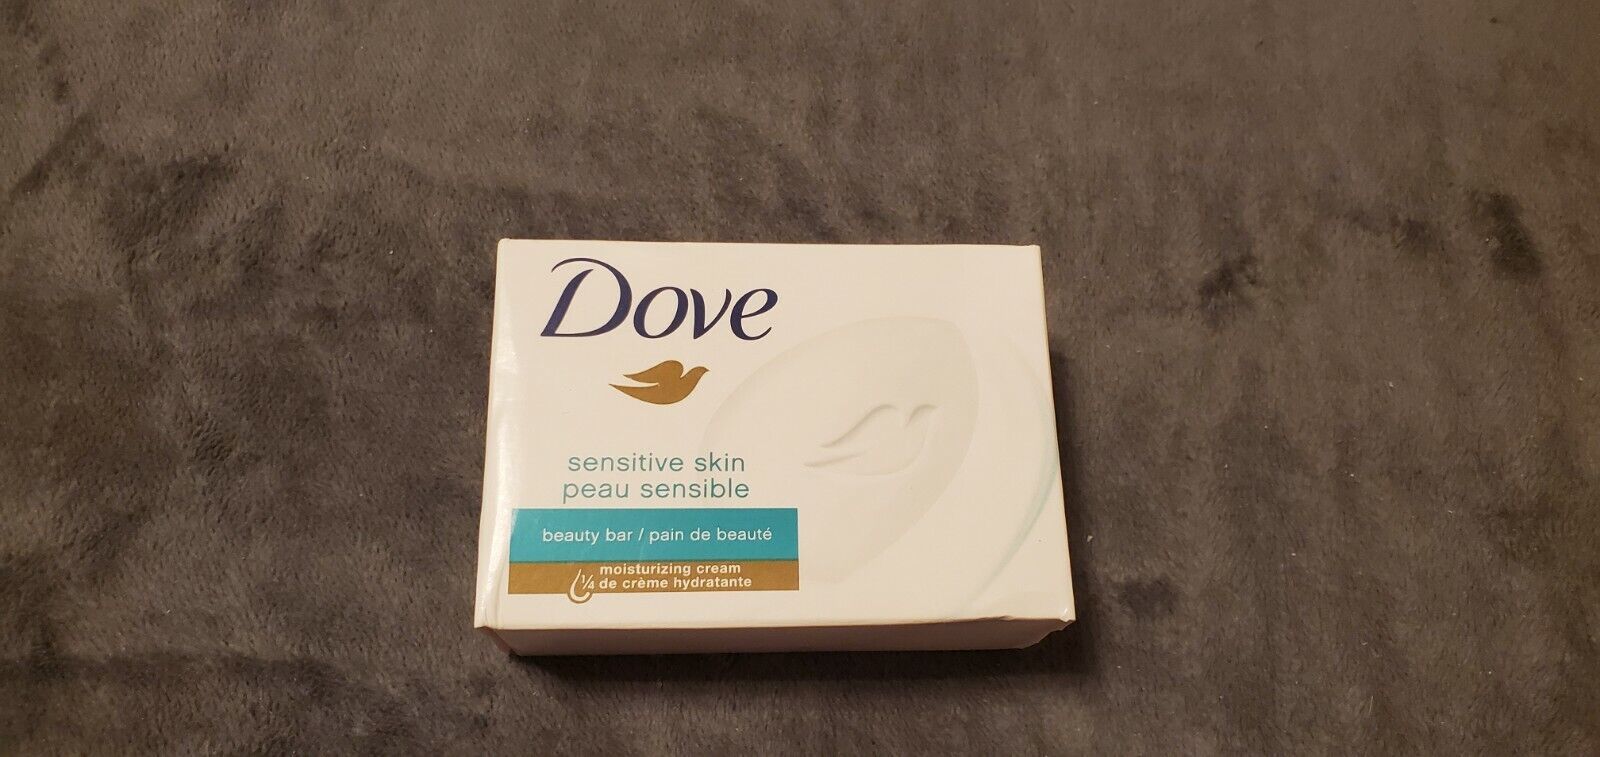 Dove
sensitive skin
peau sensible
beauty bar / pain de beauté
¼ moisturizing cream
de crème hydratante